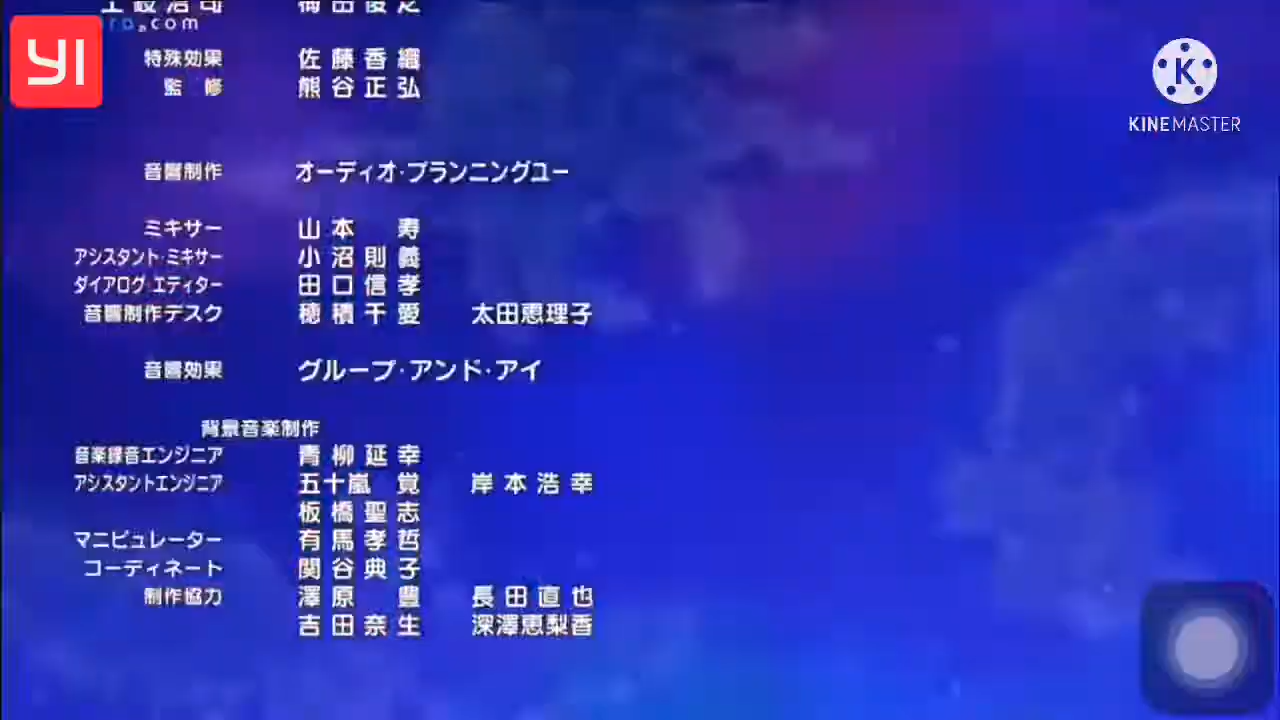 梅田俊之
ro.com
YI
特殊効果 佐藤香織
監 修 熊谷正弘
KINEMASTER
音響制作 オーディオ・プランニングユー
ミキサー 山本 寿
アシスタント・ミキサー 小沼則義
ダイアログ・エディター 田口信孝
音響制作デスク 穂積千愛 太田恵理子
音響効果 グループ・アンド・アイ
背景音楽制作
音楽録音エンジニア 青柳延幸
アシスタントエンジニア 五十嵐 覚 岸本浩幸
板橋聖志
マニピュレーター 有馬孝哲
コーディネート 関谷典子
制作協力 澤原 豊 長田直也
吉田奈生 深澤恵梨香